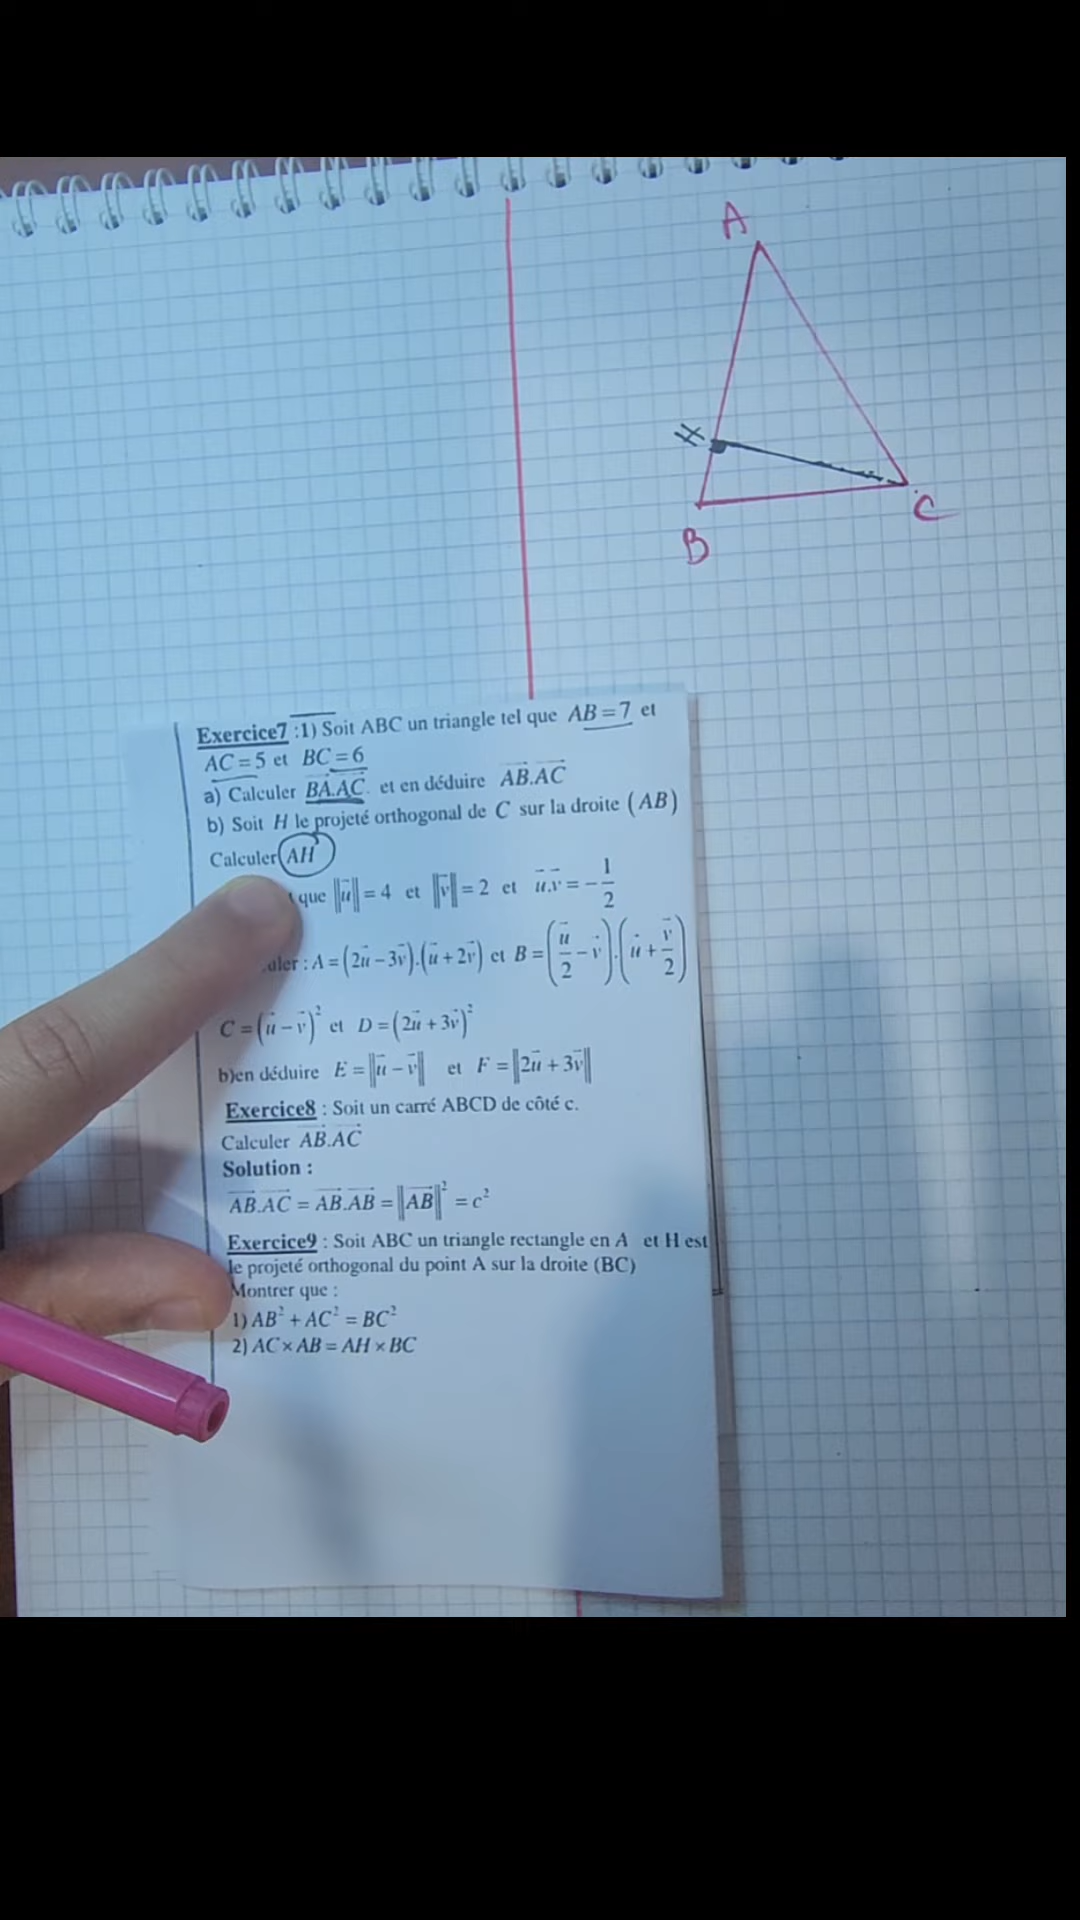 A
H
B
C
Exercice7 :1) Soit ABC un triangle tel que AB = 7 et
AC = 5 et BC = 6
a) Calculer BA.AC et en déduire AB.AC
b) Soit H le projeté orthogonal de C sur la droite (AB)
Calculer AH
que ‖u‖ = 4 et ‖v‖ = 2 et u.v = -1/2
uler : A = (2u - 3v).(u + 2v) et B = (u/2 - v).(u + v/2)
C = (u - v)² et D = (2u + 3v)²
b)en déduire E = ‖u - v‖ et F = ‖2u + 3v‖
Exercice8 : Soit un carré ABCD de côté c.
Calculer AB.AC
Solution :
AB.AC = AB.AB = ‖AB‖² = c²
Exercice9 : Soit ABC un triangle rectangle en A et H est
le projeté orthogonal du point A sur la droite (BC)
Montrer que :
1) AB² + AC² = BC²
2) AC × AB = AH × BC